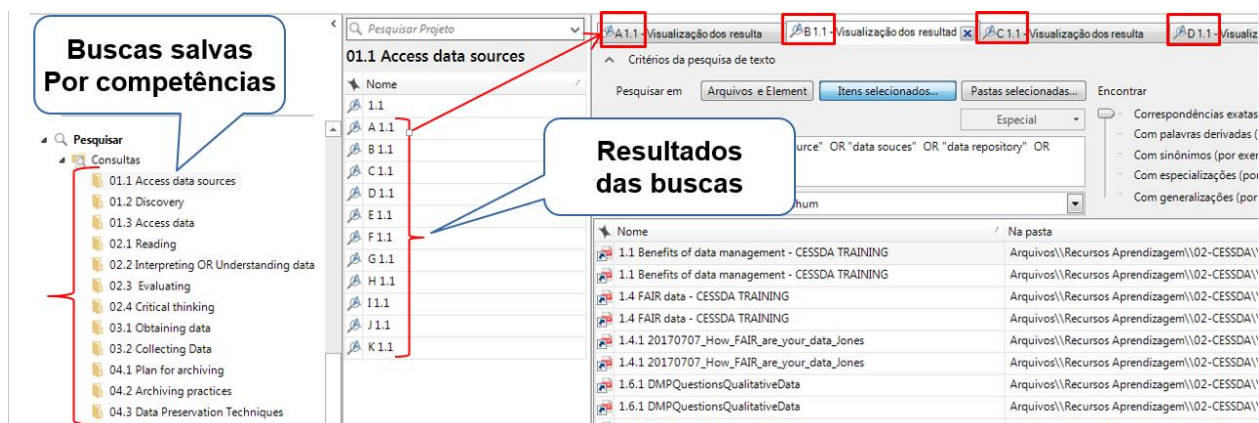 Buscas salvas
Por competências
Pesquisar
Consultas
01.1 Access data sources
01.2 Discovery
01.3 Access data
02.1 Reading
02.2 Interpreting OR Understanding data
02.3 Evaluating
02.4 Critical thinking
03.1 Obtaining data
03.2 Collecting Data
04.1 Plan for archiving
04.2 Archiving practices
04.3 Data Preservation Techniques
Pesquisar Projeto
01.1 Access data sources
Nome
1.1
A 1.1
B 1.1
C 1.1
D 1.1
E 1.1
F 1.1
G 1.1
H 1.1
I 1.1
J 1.1
K 1.1
Resultados
das buscas
A 1.1 - Visualização dos resulta
B 1.1 - Visualização dos resultad
C 1.1 - Visualização dos resulta
D 1.1 - Visualiz
Critérios da pesquisa de texto
Pesquisar em Arquivos e Element Itens selecionados... Pastas selecionadas... Encontrar
Especial
Correspondências exatas
Com palavras derivadas (
Com sinônimos (por exer
Com especializações (por
Com generalizações (por
urce" OR "data souces" OR "data repository" OR
hum
Nome Na pasta
1.1 Benefits of data management - CESSDA TRAINING Arquivos\\Recursos Aprendizagem\\02-CESSDA\
1.1 Benefits of data management - CESSDA TRAINING Arquivos\\Recursos Aprendizagem\\02-CESSDA\
1.4 FAIR data - CESSDA TRAINING Arquivos\\Recursos Aprendizagem\\02-CESSDA\
1.4 FAIR data - CESSDA TRAINING Arquivos\\Recursos Aprendizagem\\02-CESSDA\
1.4.1 20170707_How_FAIR_are_your_data_Jones Arquivos\\Recursos Aprendizagem\\02-CESSDA\
1.4.1 20170707_How_FAIR_are_your_data_Jones Arquivos\\Recursos Aprendizagem\\02-CESSDA\
1.6.1 DMPQuestionsQualitativeData Arquivos\\Recursos Aprendizagem\\02-CESSDA\
1.6.1 DMPQuestionsQualitativeData Arquivos\\Recursos Aprendizagem\\02-CESSDA\